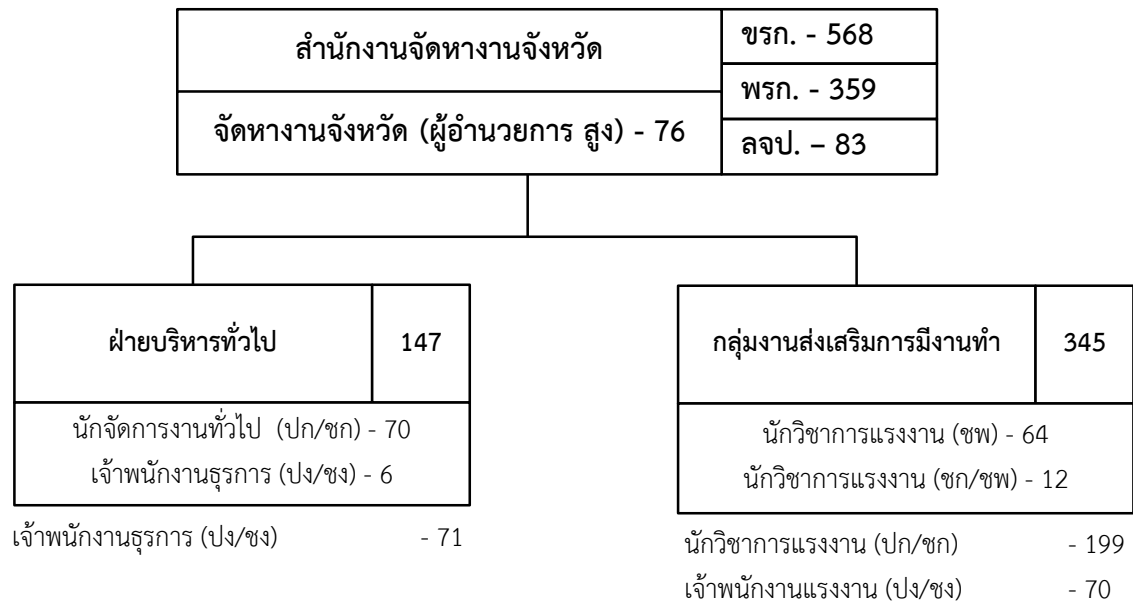 สำนักงานจัดหางานจังหวัด
ขรก. - 568
พรก. - 359
จัดหางานจังหวัด (ผู้อำนวยการ สูง) - 76
ลจป. – 83
ฝ่ายบริหารทั่วไป 147
นักจัดการงานทั่วไป (ปก/ชก) - 70
เจ้าพนักงานธุรการ (ปง/ชง) - 6
เจ้าพนักงานธุรการ (ปง/ชง) - 71
กลุ่มงานส่งเสริมการมีงานทำ 345
นักวิชาการแรงงาน (ชพ) - 64
นักวิชาการแรงงาน (ชก/ชพ) - 12
นักวิชาการแรงงาน (ปก/ชก) - 199
เจ้าพนักงานแรงงาน (ปง/ชง) - 70